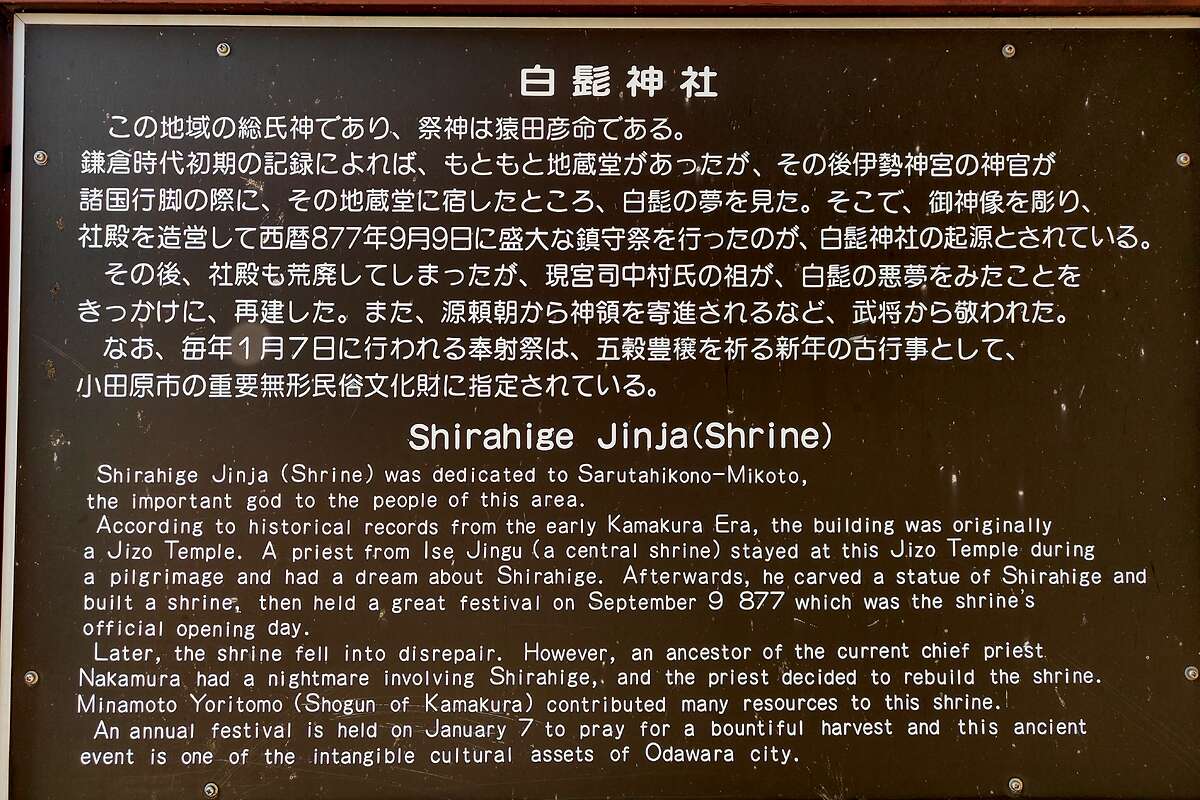 白髭神社
この地域の総氏神であり、祭神は猿田彦命である。
鎌倉時代初期の記録によれば、もともと地蔵堂があったが、その後伊勢神宮の神官が
諸国行脚の際に、その地蔵堂に宿したところ、白髭の夢を見た。そこで、御神像を彫り、
社殿を造営して西暦877年9月9日に盛大な鎮守祭を行ったのが、白髭神社の起源とされている。
その後、社殿も荒廃してしまったが、現宮司中村氏の祖が、白髭の悪夢をみたことを
きっかけに、再建した。また、源頼朝から神領を寄進されるなど、武将から敬われた。
なお、毎年1月7日に行われる奉射祭は、五穀豊穣を祈る新年の古行事として、
小田原市の重要無形民俗文化財に指定されている。
Shirahige Jinja(Shrine)
Shirahige Jinja (Shrine) was dedicated to Sarutahikono-Mikoto,
the important god to the people of this area.
According to historical records from the early Kamakura Era, the building was originally
a Jizo Temple. A priest from Ise Jingu (a central shrine) stayed at this Jizo Temple during
a pilgrimage and had a dream about Shirahige. Afterwards, he carved a statue of Shirahige and
built a shrine, then held a great festival on September 9 877 which was the shrine's
official opening day.
Later, the shrine fell into disrepair. However, an ancestor of the current chief priest
Nakamura had a nightmare involving Shirahige, and the priest decided to rebuild the shrine.
Minamoto Yoritomo (Shogun of Kamakura) contributed many resources to this shrine.
An annual festival is held on January 7 to pray for a bountiful harvest and this ancient
event is one of the intangible cultural assets of Odawara city.